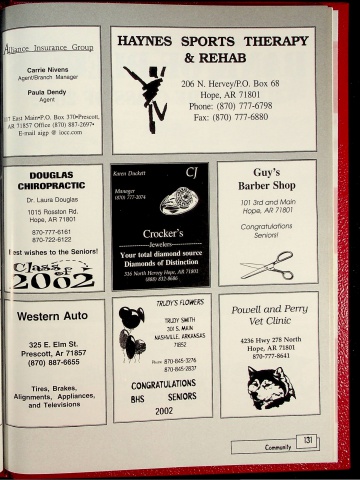 Alliance Insurance Group
Carrie Nivens
Agent/Branch Manager
Paula Dendy
Agent
East Main•P.O. Box 370•Prescott,
AR 71857 Office (870) 887-2697•
E-mail aigp @ iocc.com
HAYNES SPORTS THERAPY
& REHAB
206 N. Hervey/P.O. Box 68
Hope, AR 71801
Phone: (870) 777-6798
Fax: (870) 777-6880
DOUGLAS
CHIROPRACTIC
Dr. Laura Douglas
1015 Rosston Rd.
Hope, AR 71801
870-777-6161
870-722-6122
Best wishes to the Seniors!
Class of
2002
Karen Duckett
CJ
Manager
(870) 777-2074
Crocker's
Jewelers
Your total diamond source
Diamonds of Distinction
316 North Hervey Hope, AR 71801
(888) 832-8686
Guy's
Barber Shop
101 3rd and Main
Hope, AR 71801
Congratulations
Seniors!
Western Auto
325 E. Elm St.
Prescott, Ar 71857
(870) 887-6655
Tires, Brakes,
Alignments, Appliances,
and Televisions
TRUDY'S FLOWERS
TRUDY SMITH
301 S. MAIN
NASHVILLE, ARKANSAS
71852
870-845-3276
870-845-2837
CONGRATULATIONS
BHS SENIORS
2002
Powell and Perry
Vet Clinic
4236 Hwy 278 North
Hope, AR 71801
870-777-8641
Community 131